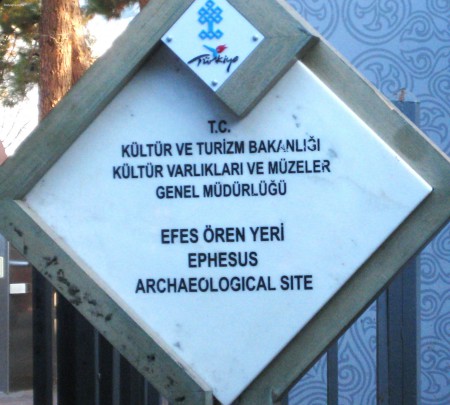 Türkiye
T.C.
KÜLTÜR VE TURİZM BAKANLIĞI
KÜLTÜR VARLIKLARI VE MÜZELER
GENEL MÜDÜRLÜĞÜ
EFES ÖREN YERİ
EPHESUS
ARCHAEOLOGICAL SITE